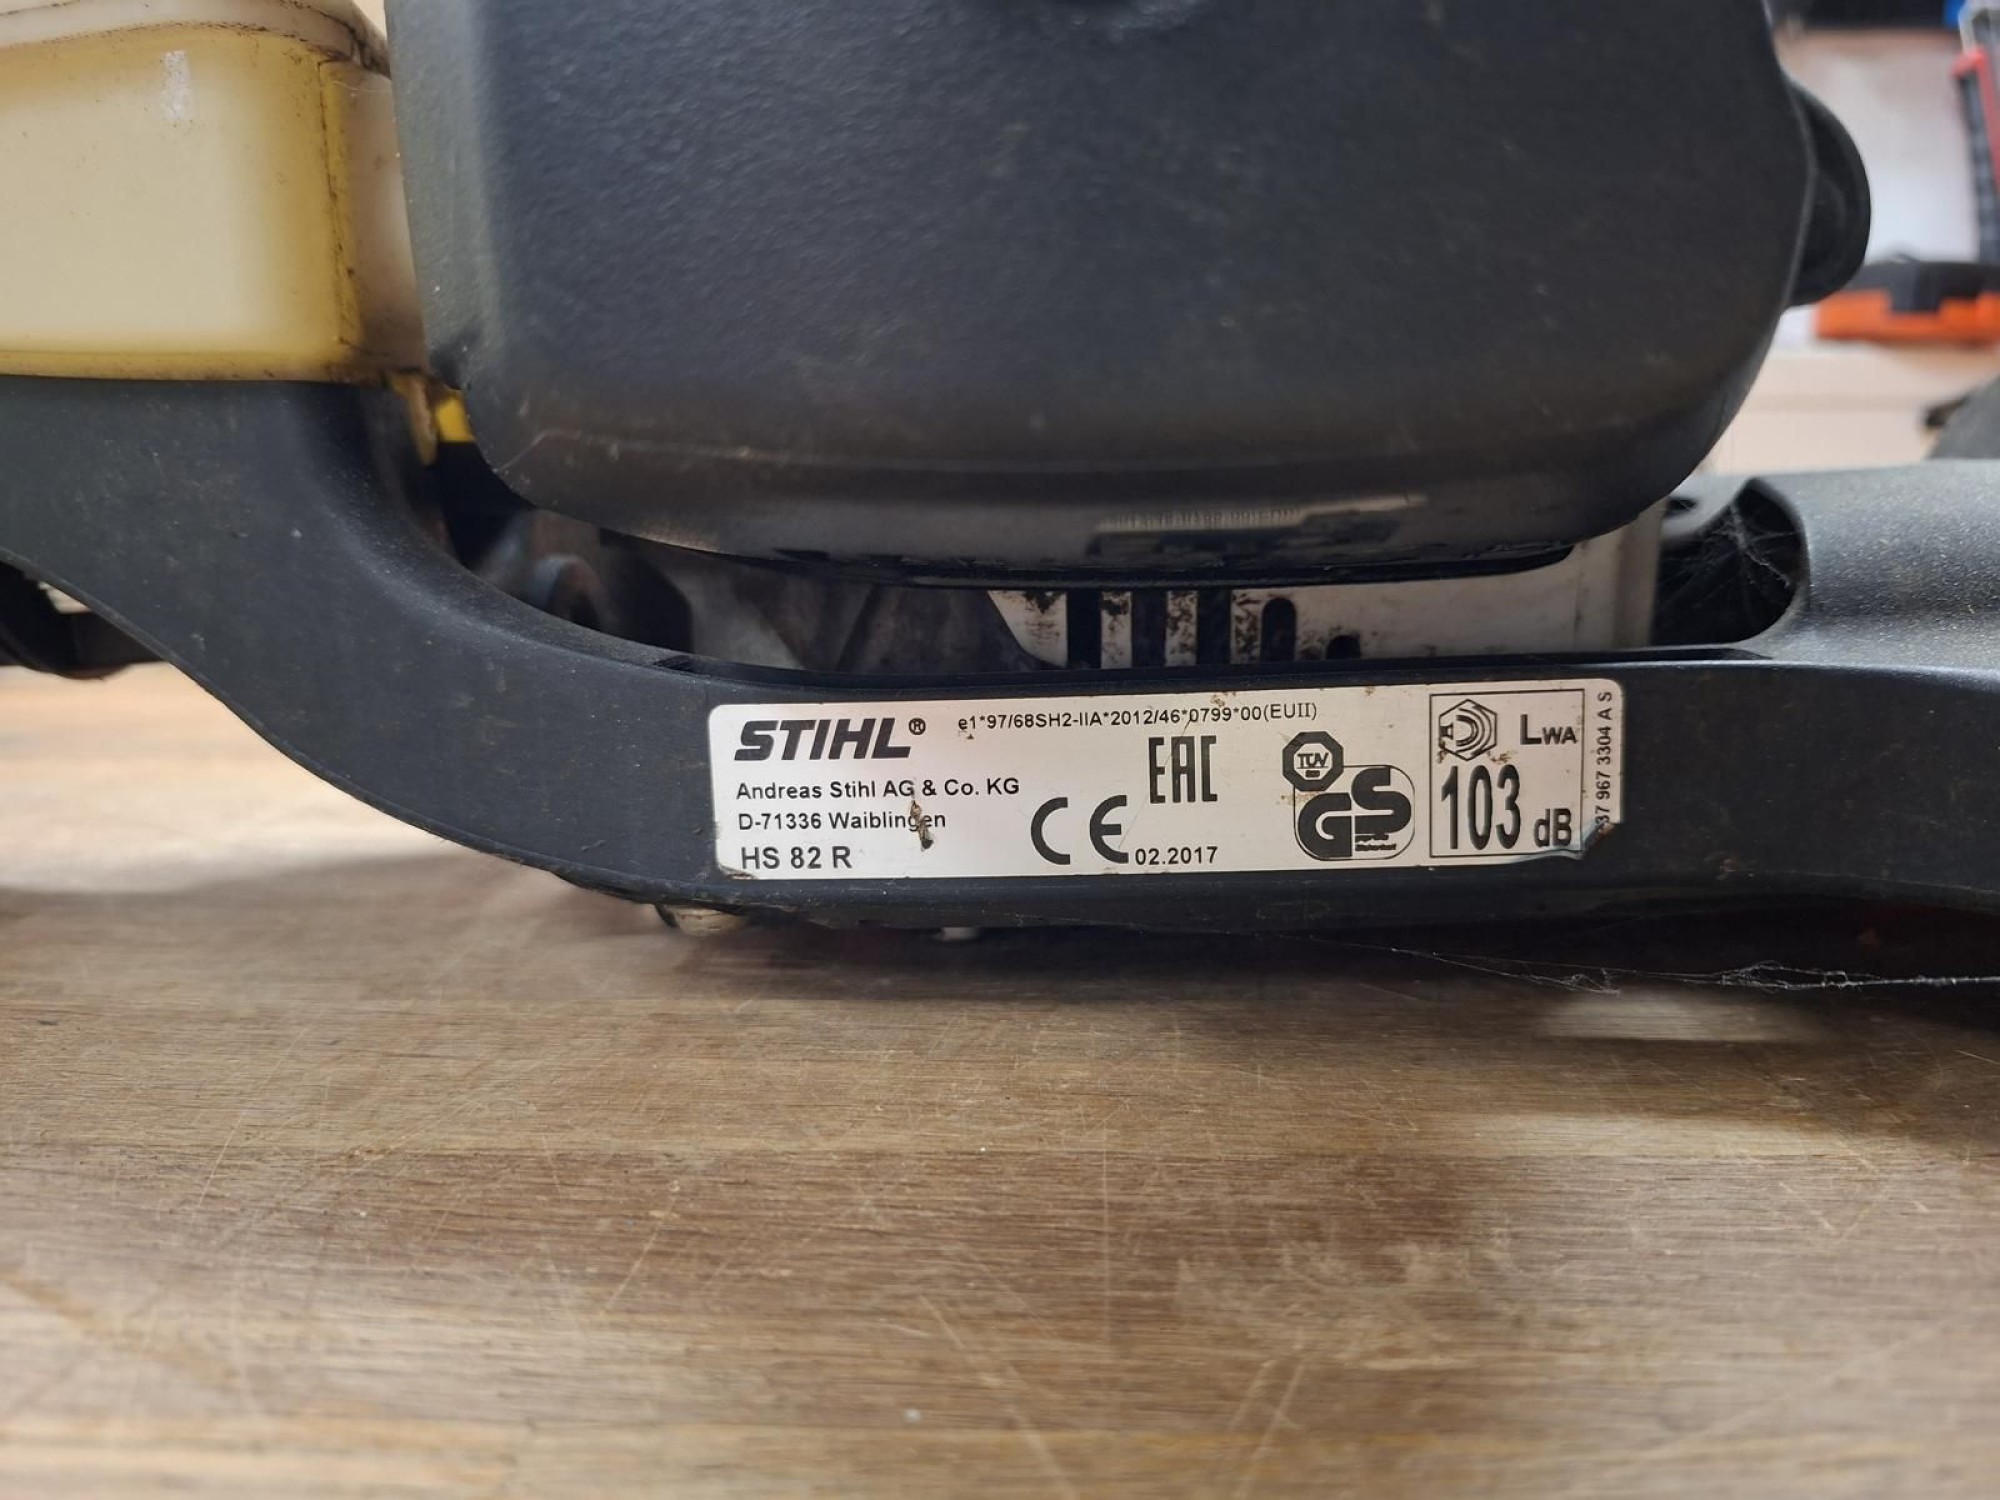 STIHL®
e1*97/68SH2-IIA*2012/46*0799*00(EUII)
Andreas Stihl AG & Co. KG
D-71336 Waiblingen
HS 82 R
CE
02.2017
EAC
TÜV
GS
LWA
103 dB
37 967 3304 A S